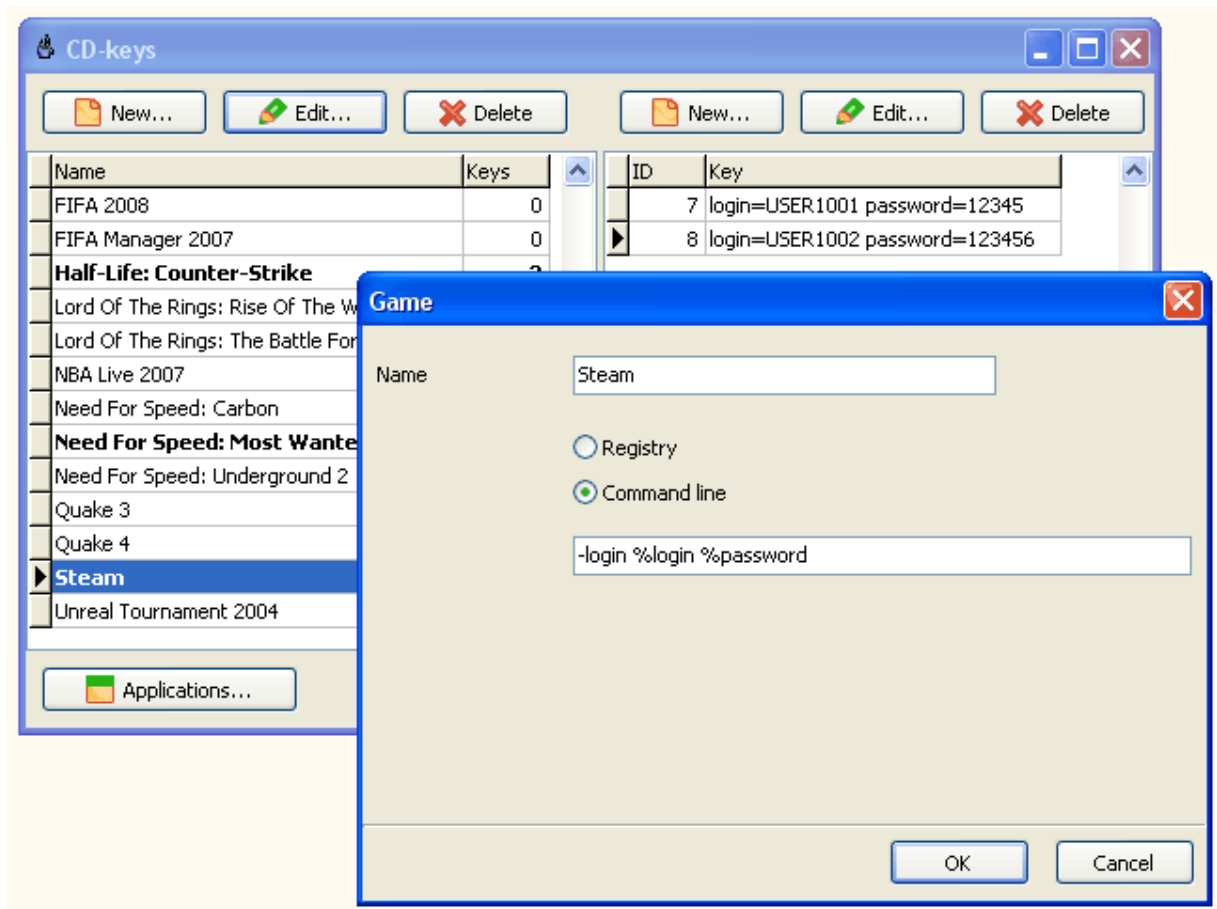 CD-keys
New... Edit... Delete New... Edit... Delete
Name Keys ID Key
FIFA 2008 0 7 login=USER1001 password=12345
FIFA Manager 2007 0 8 login=USER1002 password=123456
Half-Life: Counter-Strike
Game
Lord Of The Rings: Rise Of The
Lord Of The Rings: The Battle For
NBA Live 2007
Name Steam
Need For Speed: Carbon
Need For Speed: Most
Registry
Need For Speed: Underground 2
Command line
Quake 3
Quake 4
-login %login %password
Steam
Unreal Tournament 2004
Applications...
OK Cancel